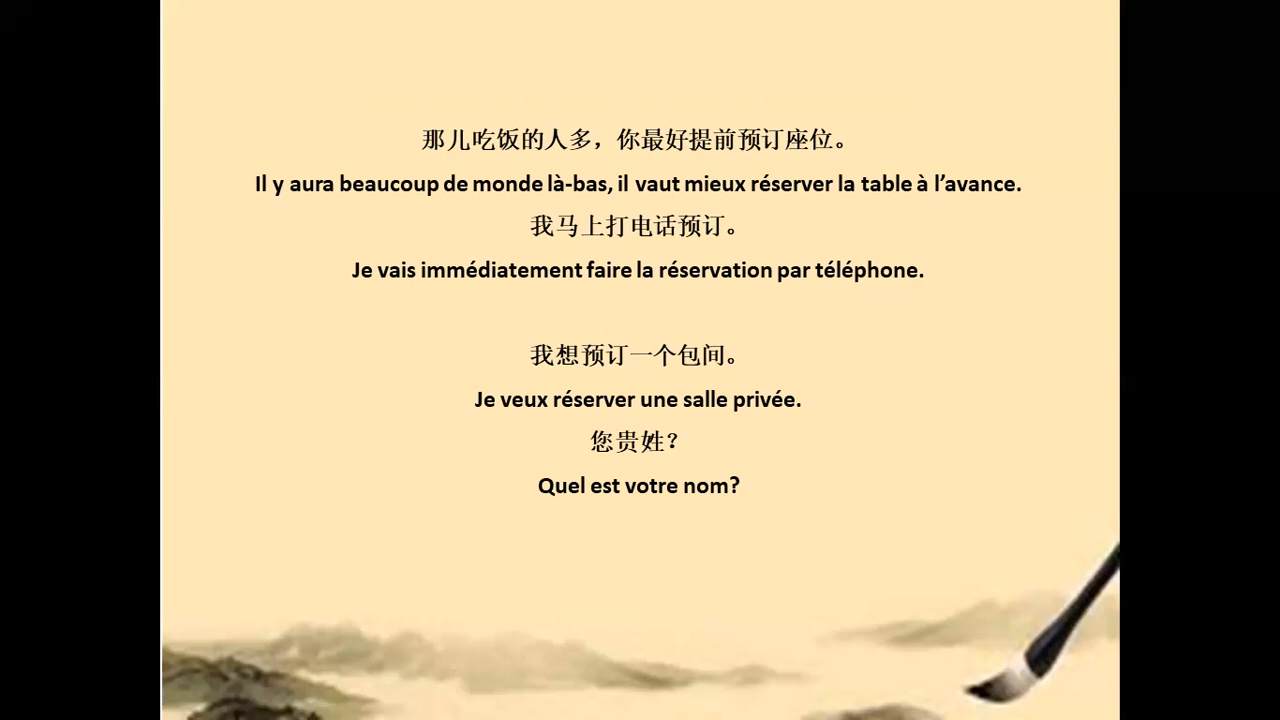 那儿吃饭的人多，你最好提前预订座位。
Il y aura beaucoup de monde là-bas, il vaut mieux réserver la table à l’avance.
我马上打电话预订。
Je vais immédiatement faire la réservation par téléphone.
我想预订一个包间。
Je veux réserver une salle privée.
您贵姓？
Quel est votre nom?